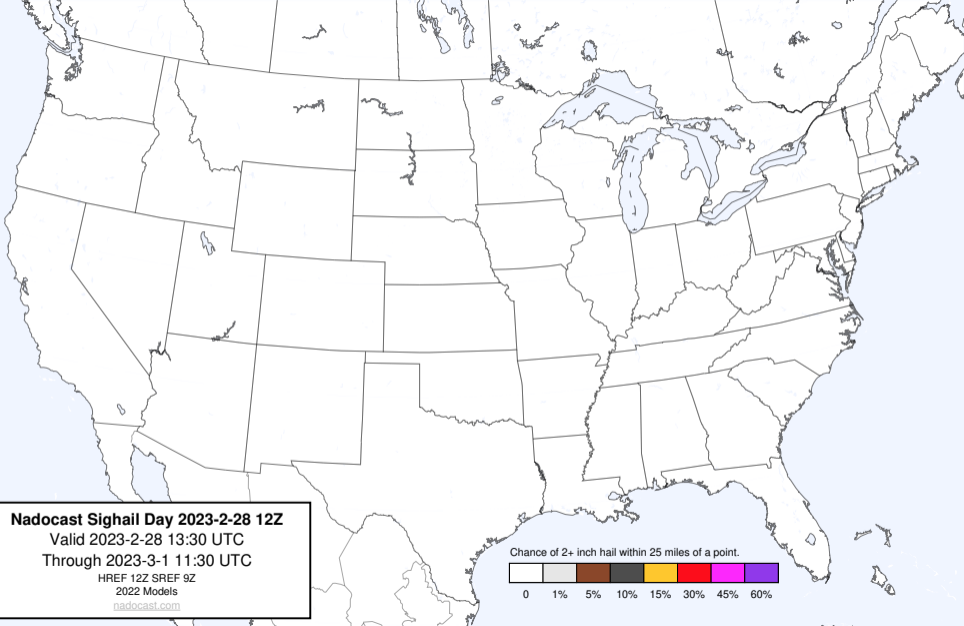 Nadocast Sighail Day 2023-2-28 12Z
Valid 2023-2-28 13:30 UTC
Through 2023-3-1 11:30 UTC
HREF 12Z SREF 9Z
2022 Models
nadocast.com
Chance of 2+ inch hail within 25 miles of a point.
0 1% 5% 10% 15% 30% 45% 60%